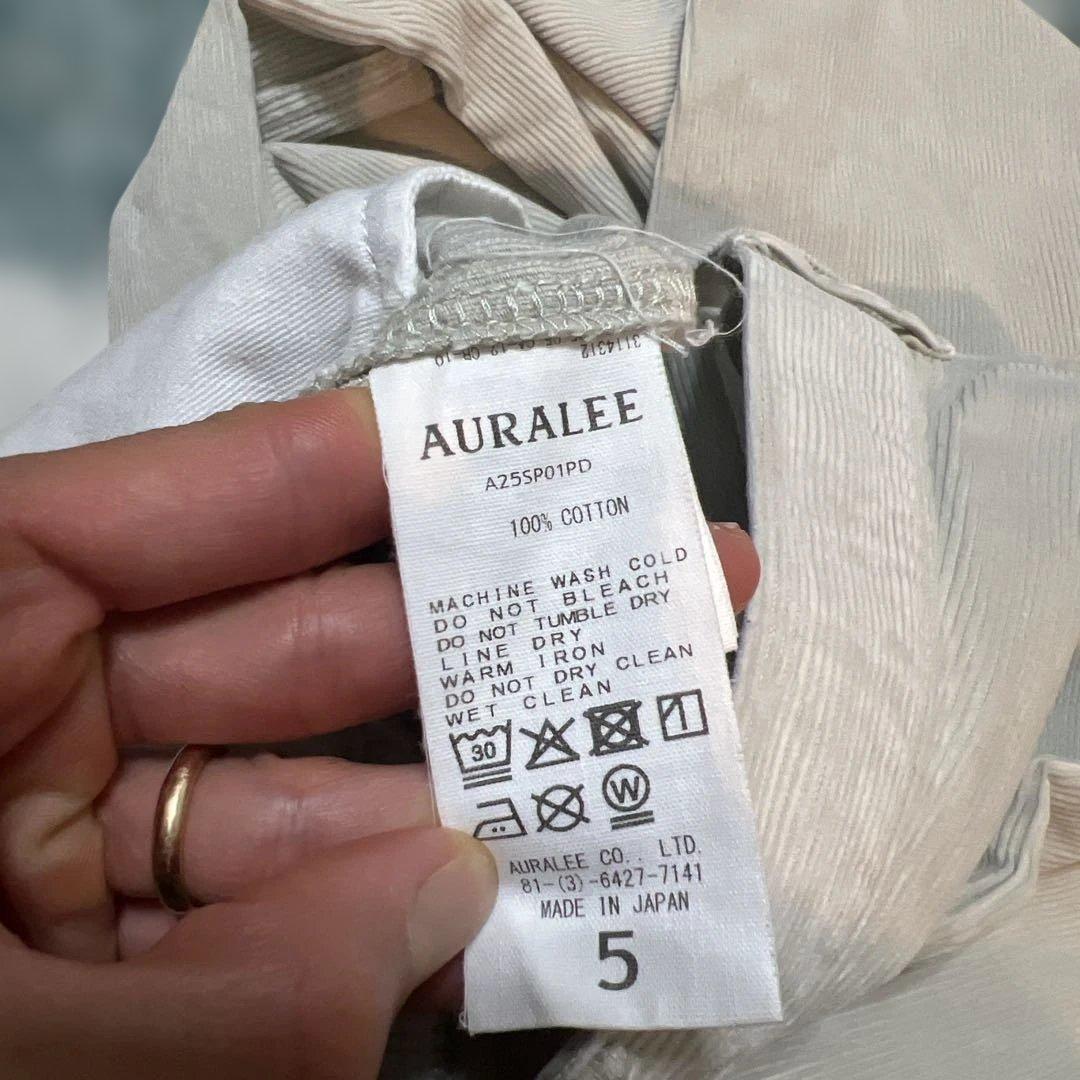 3114312
AURALEE
A25SP01PD
100% COTTON
MACHINE WASH COLD
DO NOT BLEACH
DO NOT TUMBLE DRY
LINE DRY
WARM IRON
DO NOT DRY CLEAN
WET CLEAN
30
W
AURALEE CO., LTD.
81-(3)-6427-7141
MADE IN JAPAN
5